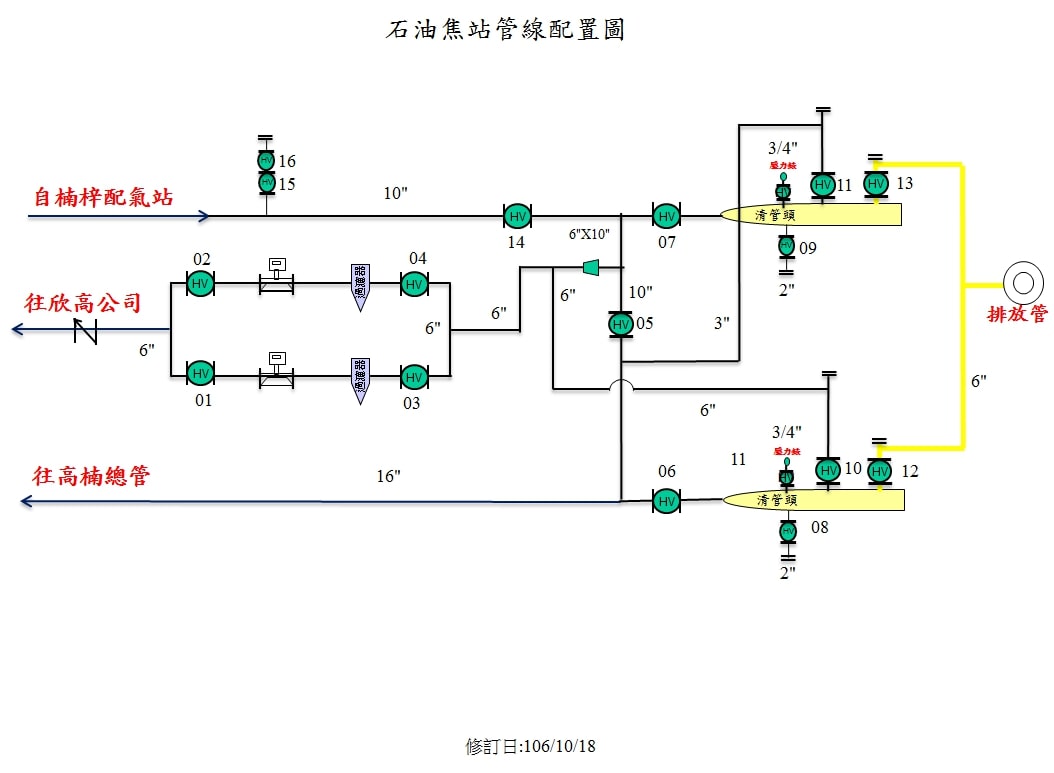 石油焦站管線配置圖
HV 16
HV 15
自楠梓配氣站
10"
HV
14
6"X10"
HV
07
3/4"
壓力錶
HV
HV 11
HV 13
清管頭
HV 09
2"
排放管
02
HV
過濾器
04
HV
往欣高公司
6"
6"
6"
6"
10"
HV 05
3"
HV
01
過濾器
HV
03
6"
6"
往高楠總管
16"
06
HV
11
3/4"
壓力錶
HV
HV 10
HV 12
清管頭
HV 08
2"
修訂日:106/10/18